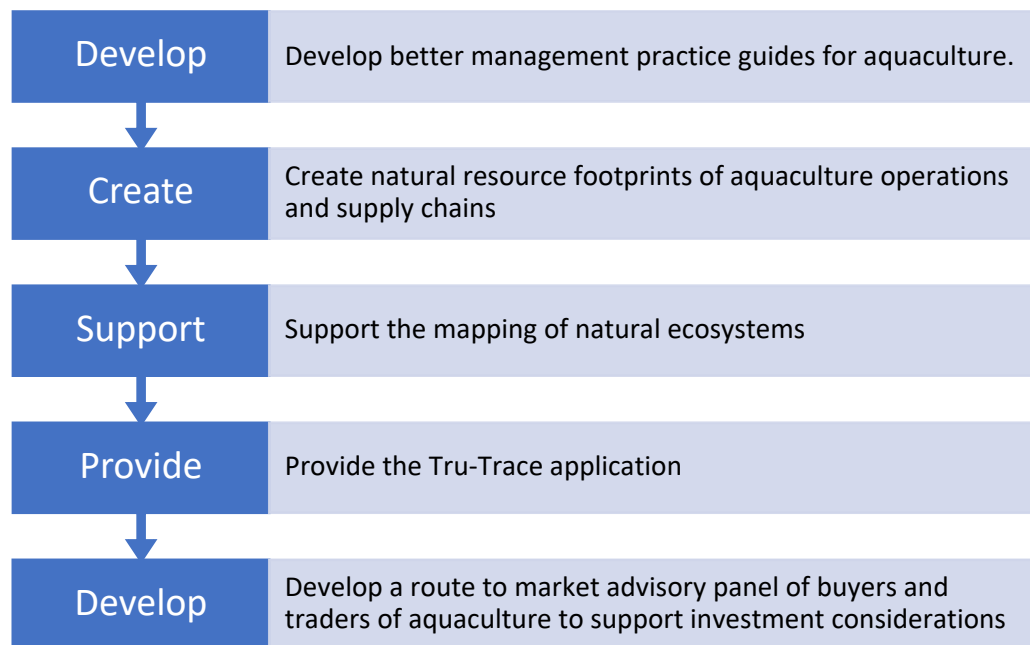 Develop
Develop better management practice guides for aquaculture.
Create
Create natural resource footprints of aquaculture operations
and supply chains
Support
Support the mapping of natural ecosystems
Provide
Provide the Tru-Trace application
Develop
Develop a route to market advisory panel of buyers and
traders of aquaculture to support investment considerations